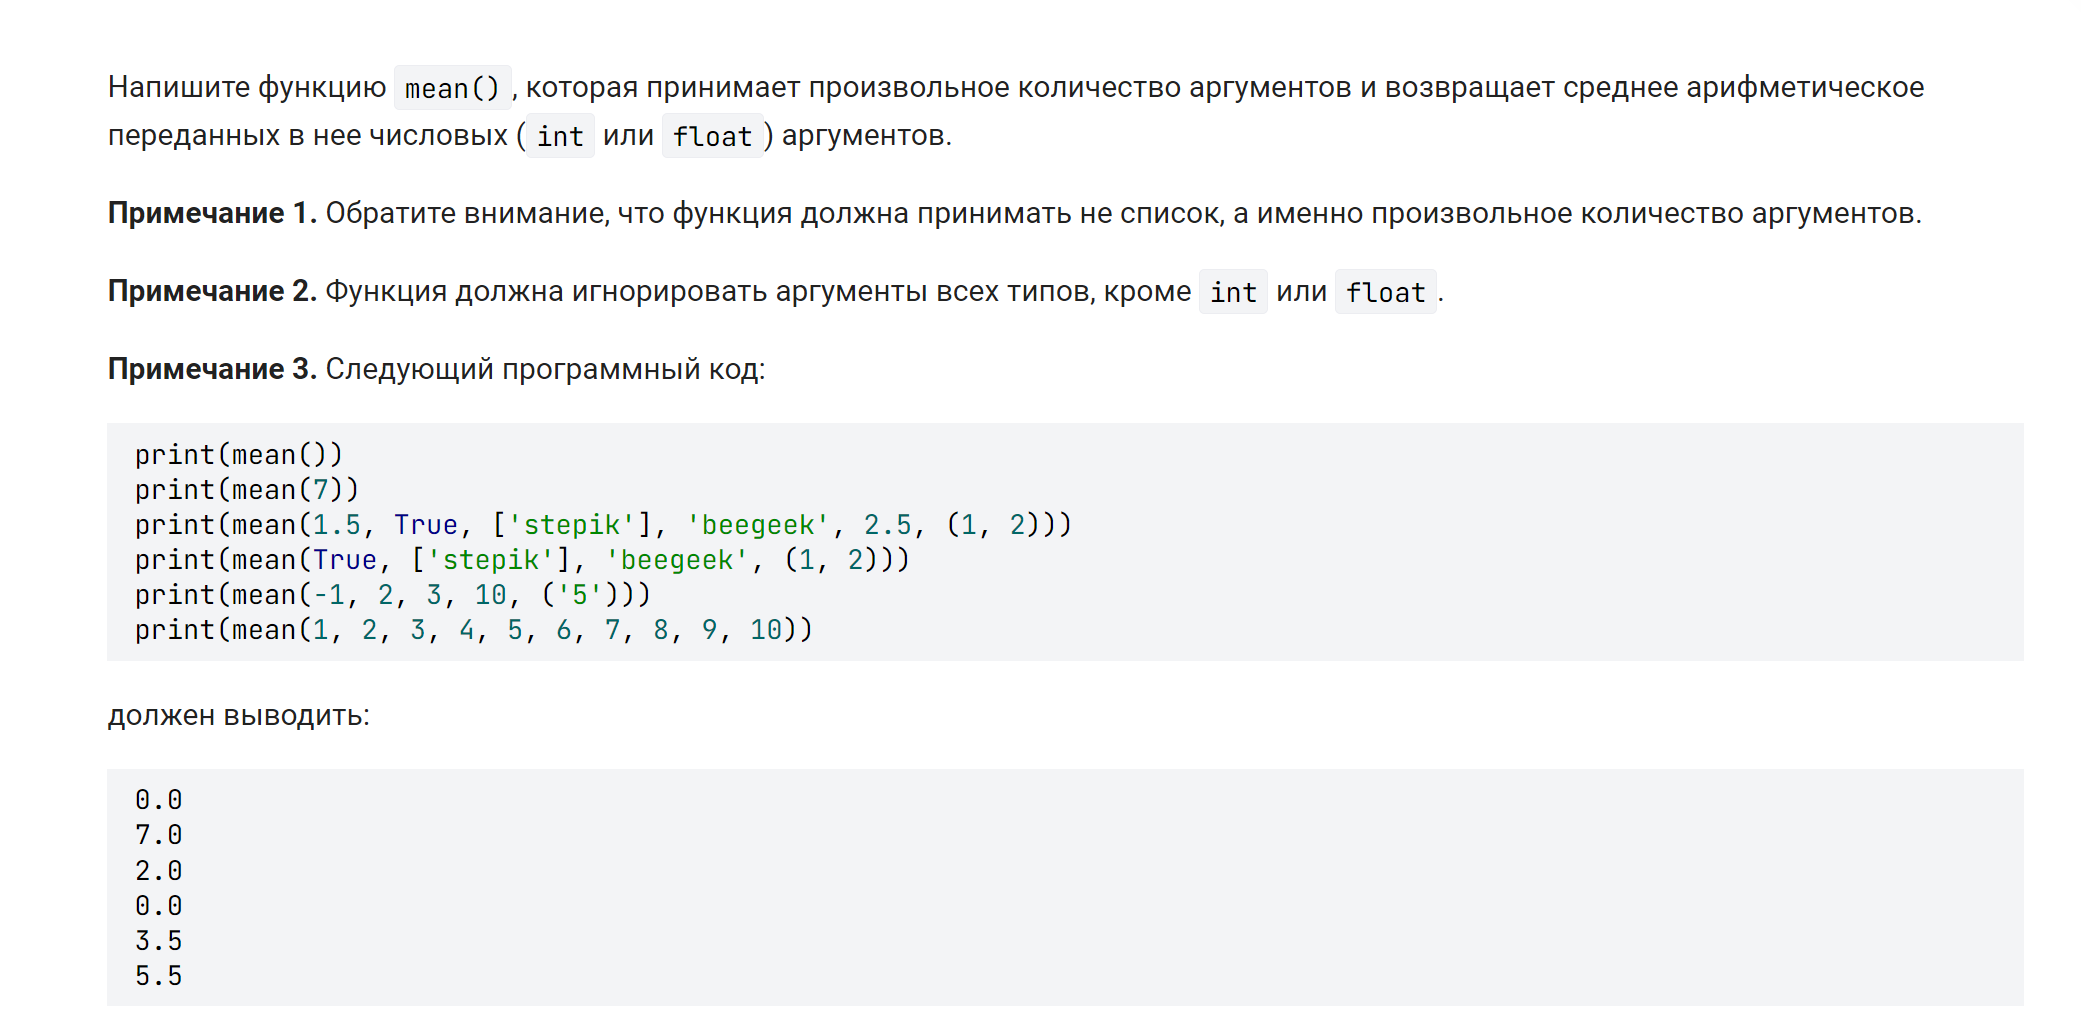 Напишите функцию mean(), которая принимает произвольное количество аргументов и возвращает среднее арифметическое
переданных в нее числовых (int или float) аргументов.
Примечание 1. Обратите внимание, что функция должна принимать не список, а именно произвольное количество аргументов.
Примечание 2. Функция должна игнорировать аргументы всех типов, кроме int или float.
Примечание 3. Следующий программный код:
print(mean())
print(mean(7))
print(mean(1.5, True, ['stepik'], 'beegeek', 2.5, (1, 2)))
print(mean(True, ['stepik'], 'beegeek', (1, 2)))
print(mean(-1, 2, 3, 10, ('5')))
print(mean(1, 2, 3, 4, 5, 6, 7, 8, 9, 10))
должен выводить:
0.0
7.0
2.0
0.0
3.5
5.5